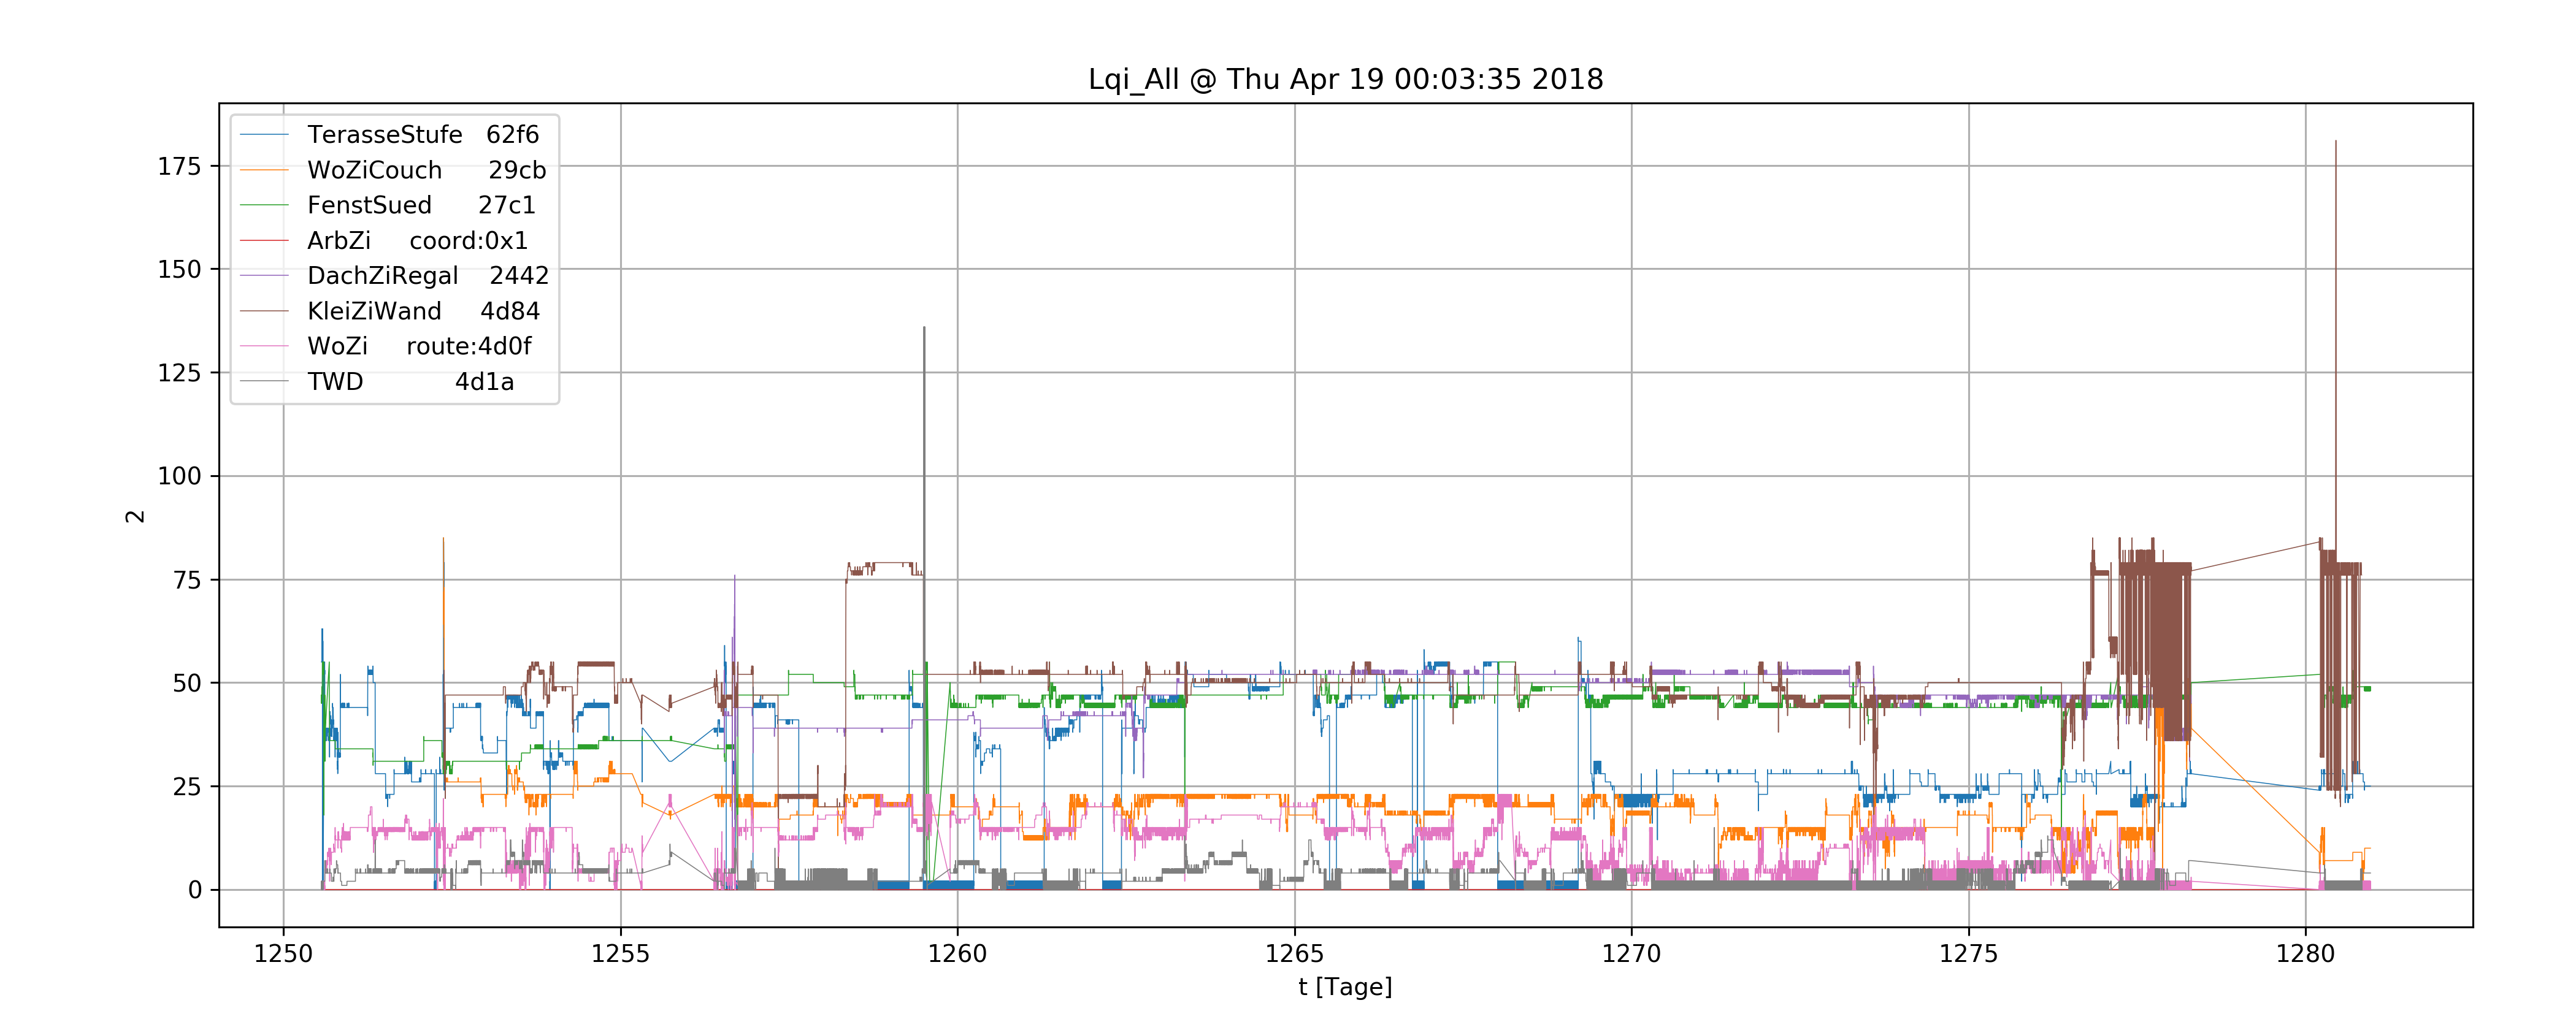 Lqi_All @ Thu Apr 19 00:03:35 2018
TerasseStufe 62f6
WoZiCouch 29cb
FenstSued 27c1
ArbZi coord:0x1
DachZiRegal 2442
KleiZiWand 4d84
WoZi route:4d0f
TWD 4d1a
175
150
125
100
75
50
25
0
2
1250 1255 1260 1265 1270 1275 1280
t [Tage]